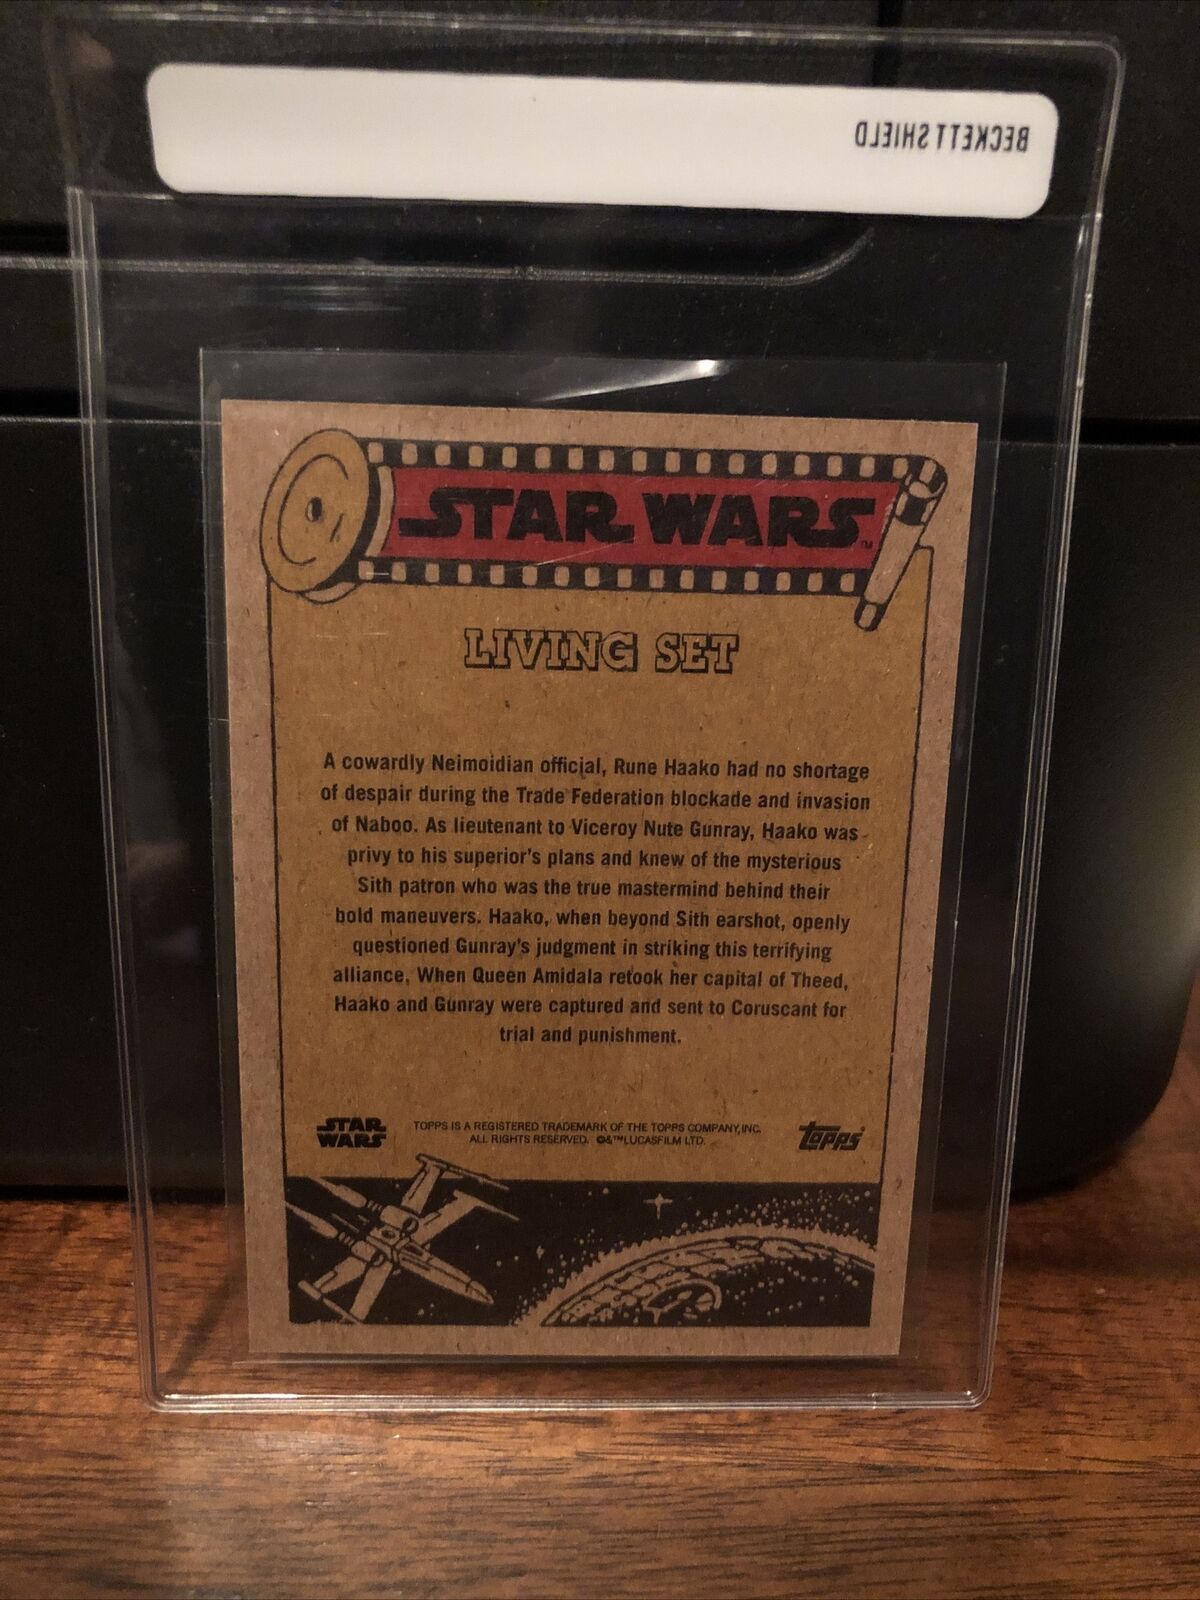 BECKETT SHIELD
STAR WARS™
LIVING SET
A cowardly Neimoidian official, Rune Haako had no shortage
of despair during the Trade Federation blockade and invasion
of Naboo. As lieutenant to Viceroy Nute Gunray, Haako was
privy to his superior's plans and knew of the mysterious
Sith patron who was the true mastermind behind their
bold maneuvers. Haako, when beyond Sith earshot, openly
questioned Gunray's judgment in striking this terrifying
alliance. When Queen Amidala retook her capital of Theed,
Haako and Gunray were captured and sent to Coruscant for
trial and punishment.
STAR
WARS
TOPPS IS A REGISTERED TRADEMARK OF THE TOPPS COMPANY, INC.
ALL RIGHTS RESERVED. ©&™LUCASFILM LTD.
topps